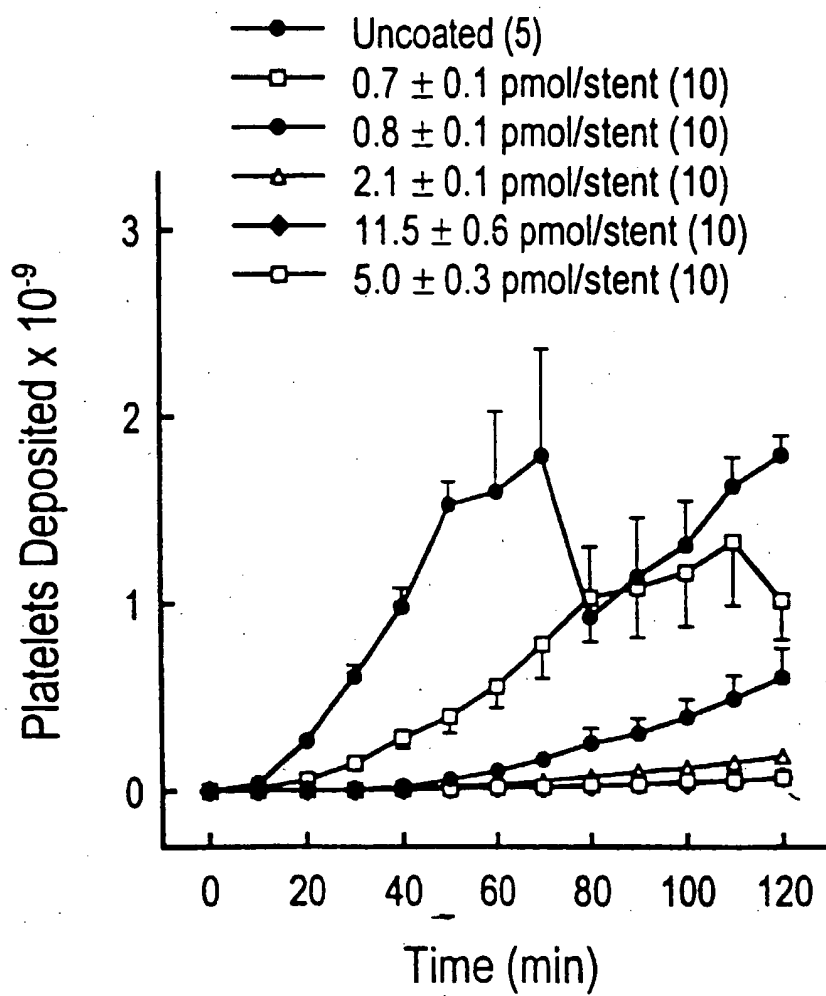 Uncoated (5)
0.7 ± 0.1 pmol/stent (10)
0.8 ± 0.1 pmol/stent (10)
2.1 ± 0.1 pmol/stent (10)
11.5 ± 0.6 pmol/stent (10)
5.0 ± 0.3 pmol/stent (10)
Platelets Deposited x 10⁻⁹
3
2
1
0
0 20 40 60 80 100 120
Time (min)